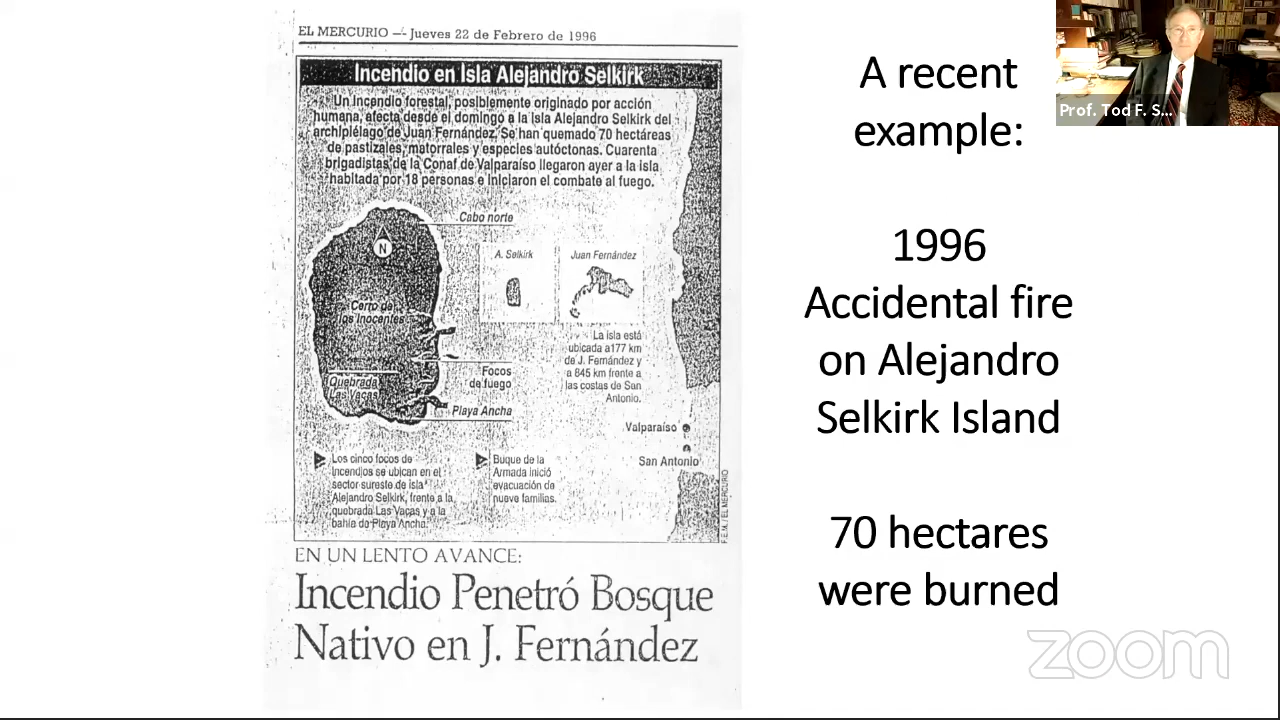 EL MERCURIO — Jueves 22 de Febrero de 1996
Incendio en Isla Alejandro Selkirk
Un incendio forestal, posiblemente originado por acción
humana, afecta desde el domingo a la isla Alejandro Selkirk del
archipiélago de Juan Fernández. Se han quemado 70 hectáreas
de pastizales, matorrales y especies autóctonas. Cuarenta
brigadistas de la Conaf de Valparaíso llegaron ayer a la isla
habitada por 18 personas e iniciaron el combate al fuego.
Cabo norte
N
A. Selkirk
Juan Fernández
Cerro de
los Inocentes
La isla está
ubicada a 177 km
de J. Fernández y
a 845 km frente a
las costas de San
Antonio.
Focos
de fuego
Quebrada
Las Vacas
Playa Ancha
Valparaíso
San Antonio
Los cinco focos de
incendios se ubican en el
sector sureste de isla
Alejandro Selkirk, frente a la
quebrada Las Vacas y a la
bahía de Playa Ancha.
Buque de la
Armada inició
evacuación de
nueve familias.
F.E.M. / EL MERCURIO
EN UN LENTO AVANCE:
Incendio Penetró Bosque
Nativo en J. Fernández
A recent
example:
1996
Accidental fire
on Alejandro
Selkirk Island
70 hectares
were burned
Prof. Tod F. S...
zoom